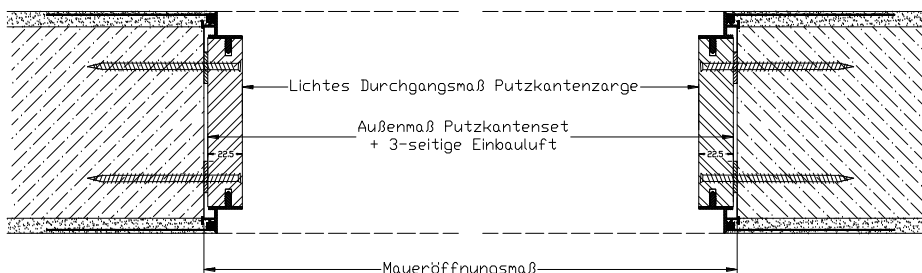 Lichtes Durchgangsmaß Putzkantenzarge
Außenmaß Putzkantenset
+ 3-seitige Einbauluft
22.5
22.5
Maueröffnungsmaß